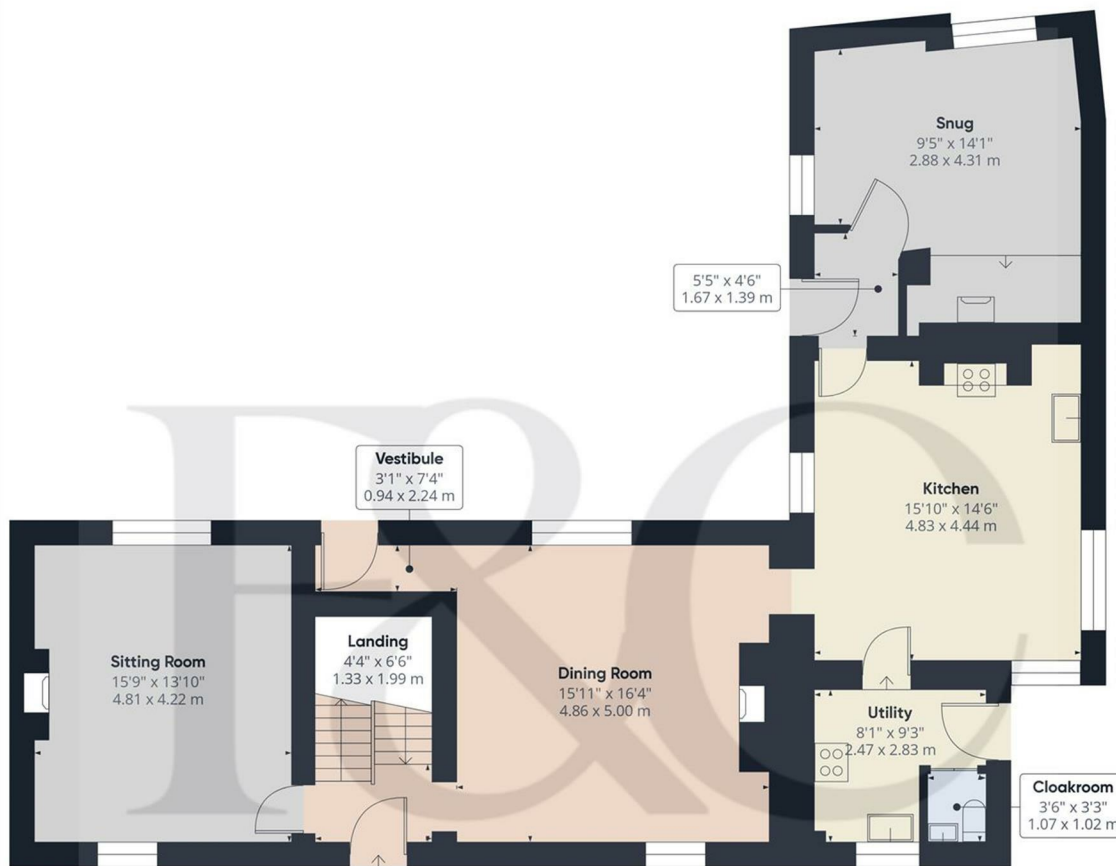 Snug
9'5" x 14'1"
2.88 x 4.31 m
5'5" x 4'6"
1.67 x 1.39 m
Vestibule
3'1" x 7'4"
0.94 x 2.24 m
Kitchen
15'10" x 14'6"
4.83 x 4.44 m
Sitting Room
15'9" x 13'10"
4.81 x 4.22 m
Landing
4'4" x 6'6"
1.33 x 1.99 m
Dining Room
15'11" x 16'4"
4.86 x 5.00 m
Utility
8'1" x 9'3"
2.47 x 2.83 m
Cloakroom
3'6" x 3'3"
1.07 x 1.02 m
F&C